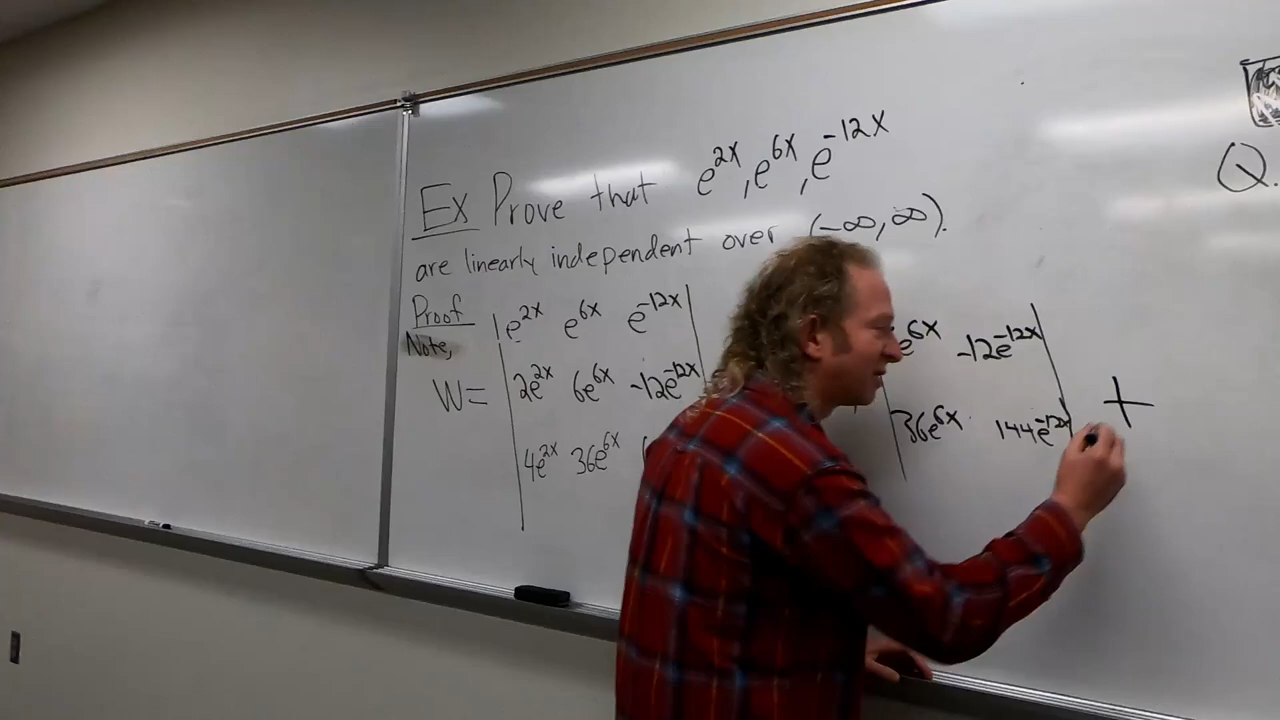 Ex Prove that e^{2x}, e^{6x}, e^{-12x}
are linearly independent over (-∞, ∞).
Proof
Note,
W = | e^{2x} e^{6x} e^{-12x} |
2e^{2x} 6e^{6x} -12e^{-12x}
4e^{2x} 36e^{6x}
e^{6x} -12e^{-12x} | +
36e^{6x} 144e^{-12x}
Q.